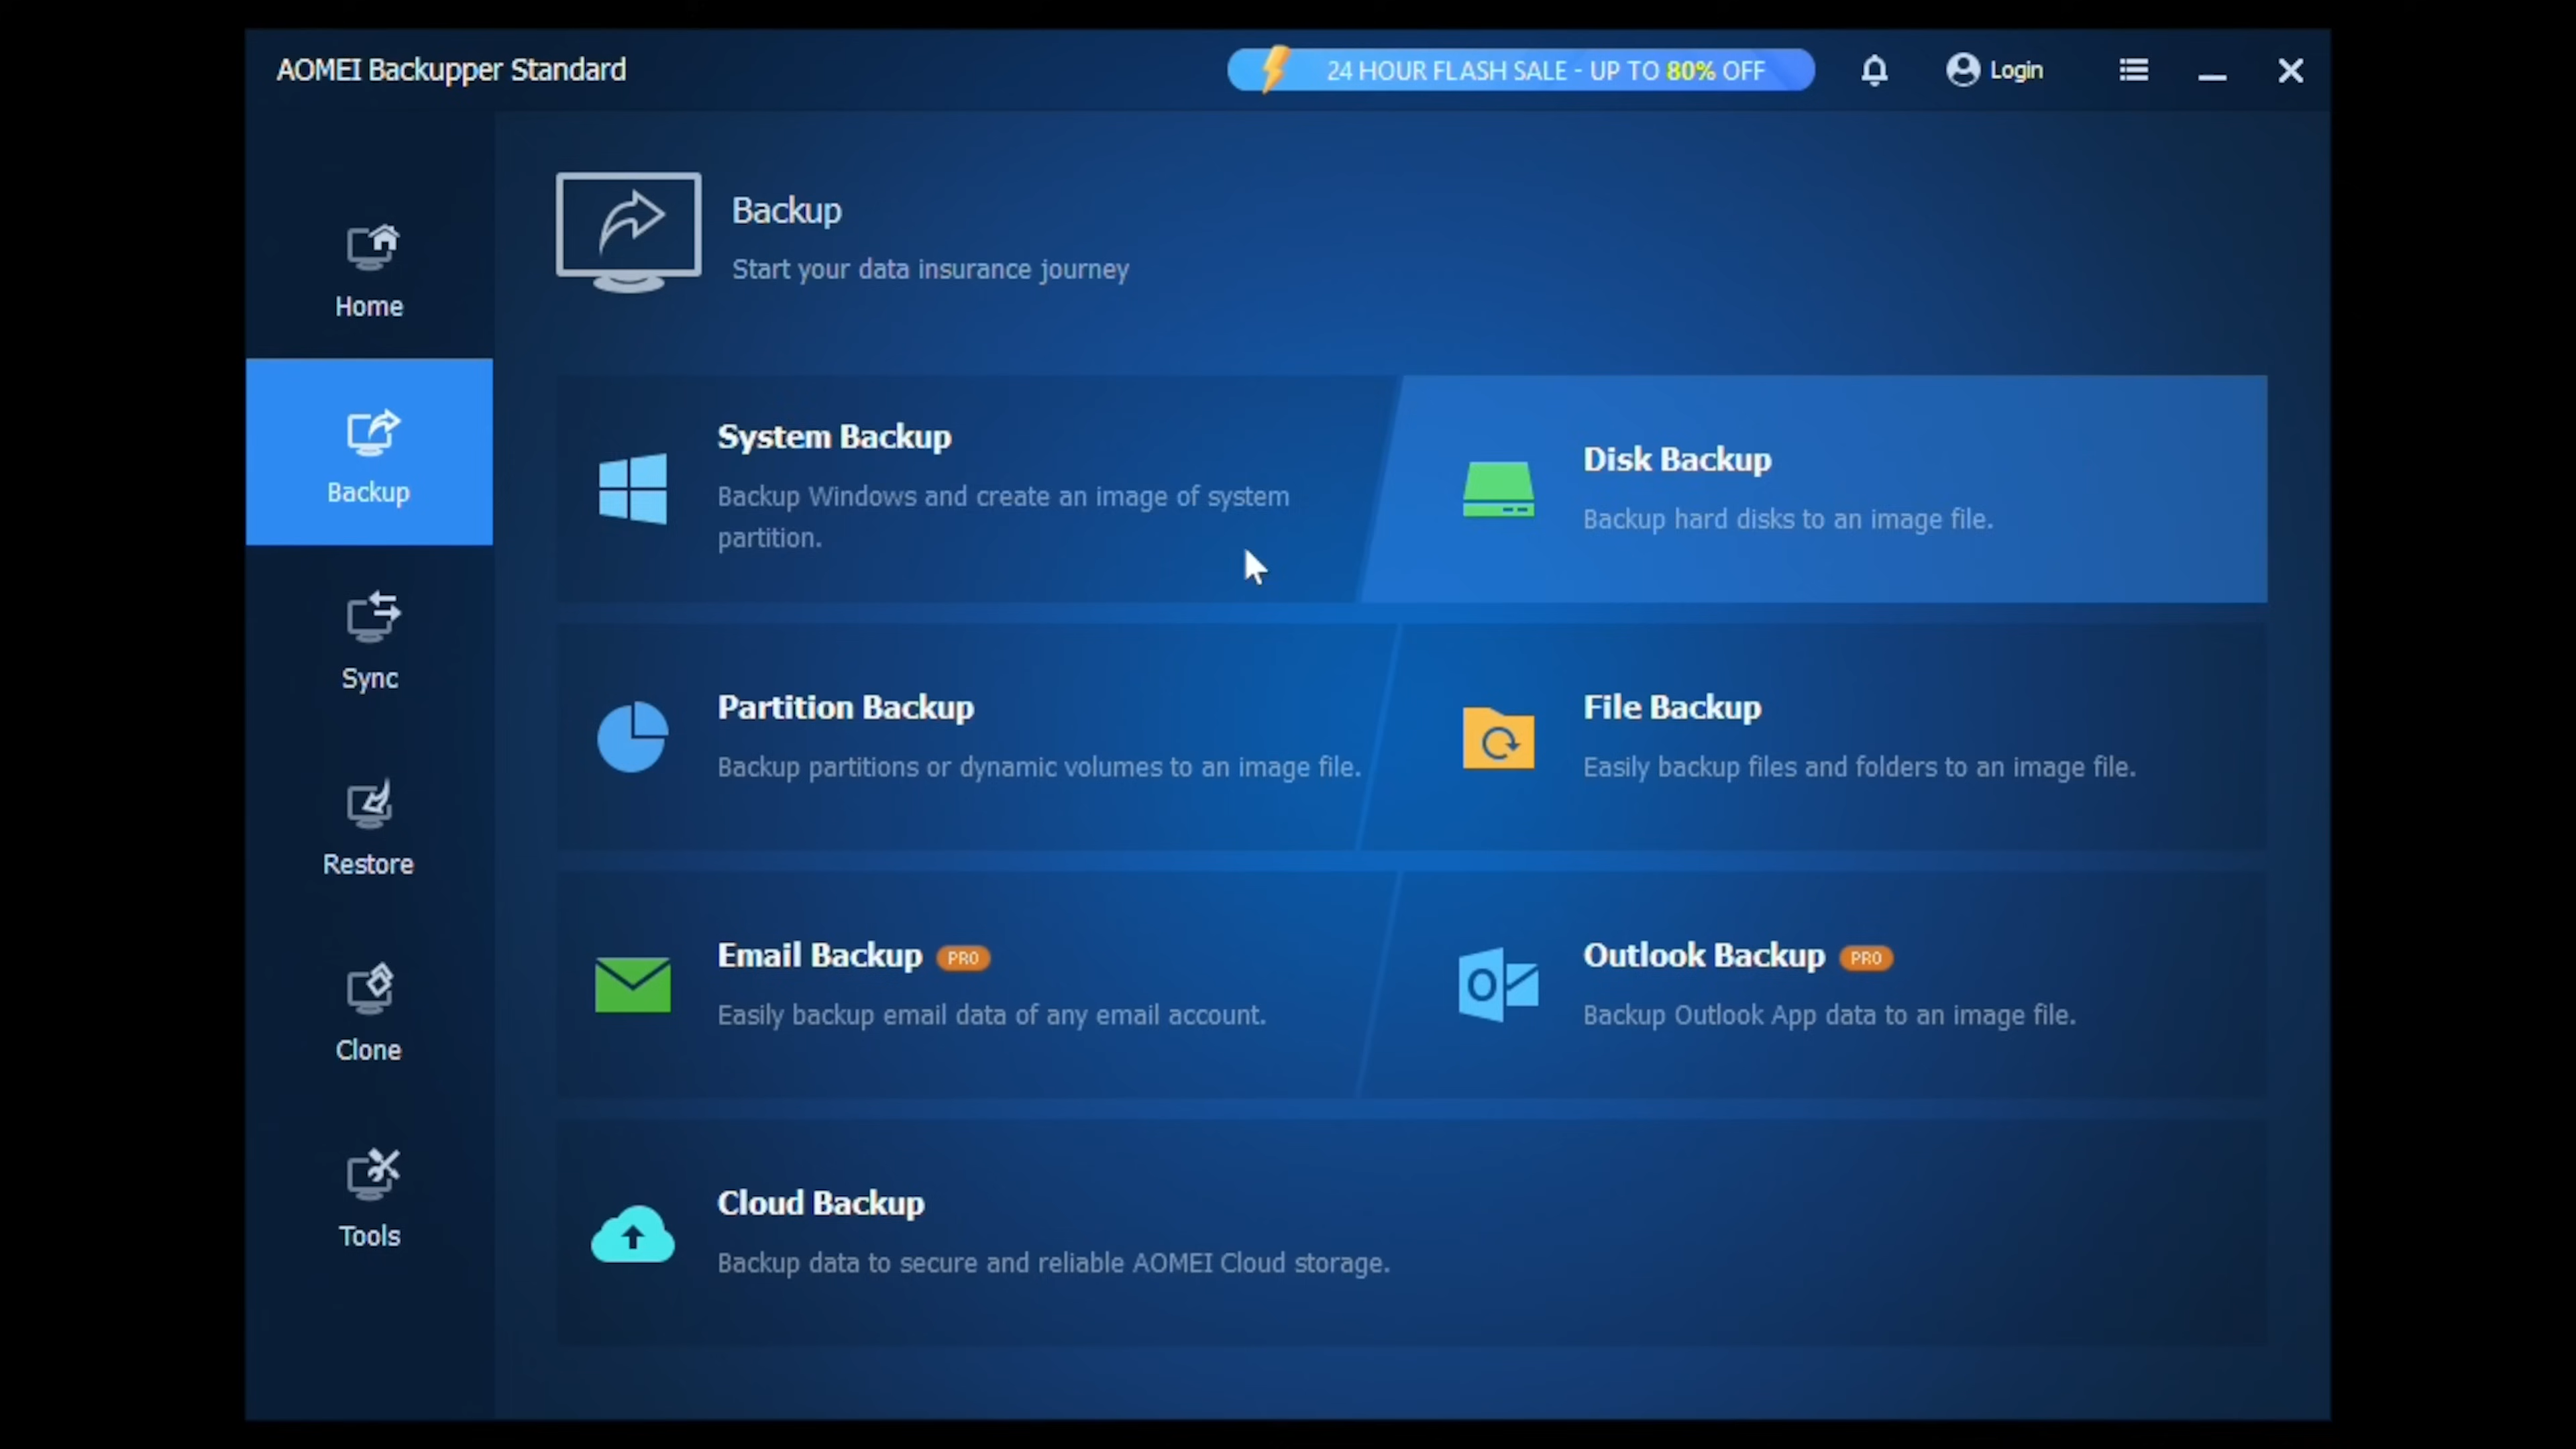 AOMEI Backupper Standard
24 HOUR FLASH SALE - UP TO 80% OFF
Login
Backup
Start your data insurance journey
Home
Backup
Sync
Restore
Clone
Tools
System Backup
Backup Windows and create an image of system
partition.
Disk Backup
Backup hard disks to an image file.
Partition Backup
Backup partitions or dynamic volumes to an image file.
File Backup
Easily backup files and folders to an image file.
Email Backup PRO
Easily backup email data of any email account.
Outlook Backup PRO
Backup Outlook App data to an image file.
Cloud Backup
Backup data to secure and reliable AOMEI Cloud storage.